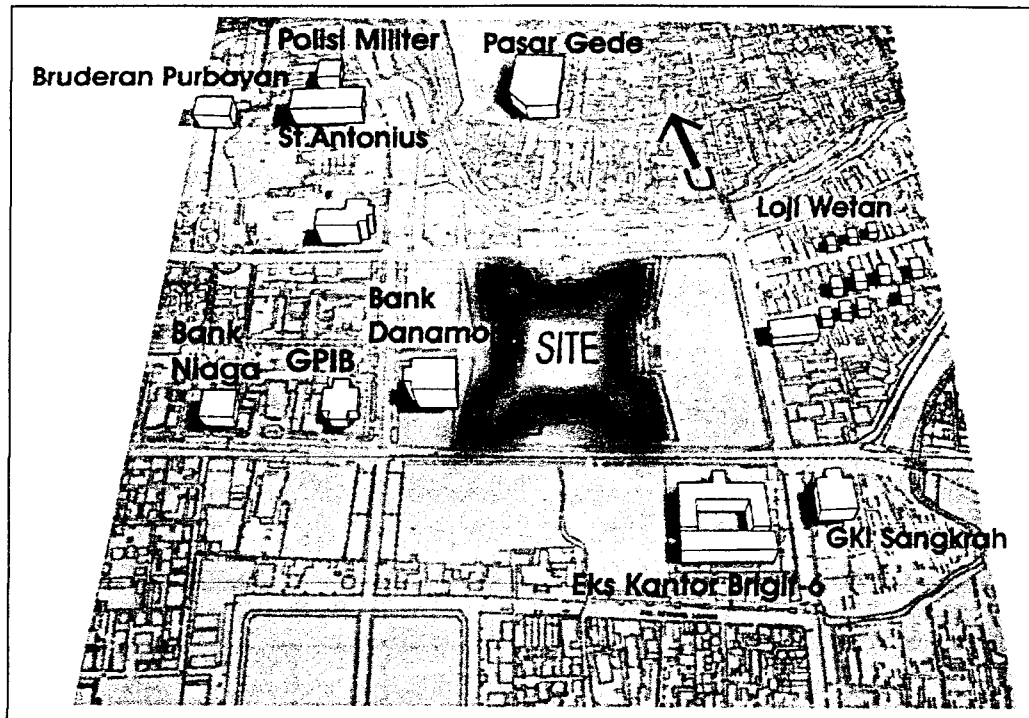 Polisi Militer
Pasar Gede
Bruderan Purbayan
St Antonius
U
Loji Wetan
Bank
Danamo
Bank
Niaga
GPIB
SITE
GKI Sangkrah
Eks Kantor Brigif-6